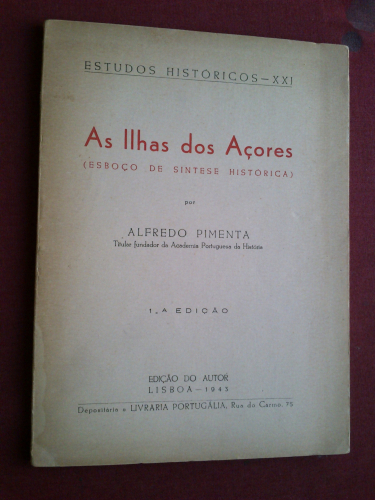 ESTUDOS HISTÓRICOS — XXI
As Ilhas dos Açores
(ESBOÇO DE SÍNTESE HISTÓRICA)
por
ALFREDO PIMENTA
Titular fundador da Academia Portuguesa da História
1.ª EDIÇÃO
EDIÇÃO DO AUTOR
LISBOA — 1943
Depositária a LIVRARIA PORTUGÁLIA, Rua do Carmo, 75